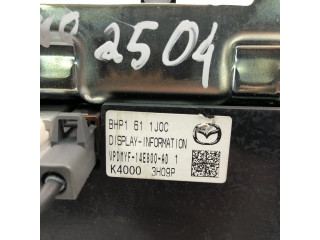 2504
BHP1 61 1J0C
DISPLAY-INFORMATION
VPDMYF-14E800-AD 1
K4000 3H09P